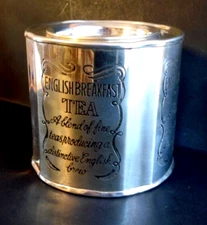 ENGLISH BREAKFAST
TEA
A blend of fine
teas producing a
distinctive English
brew